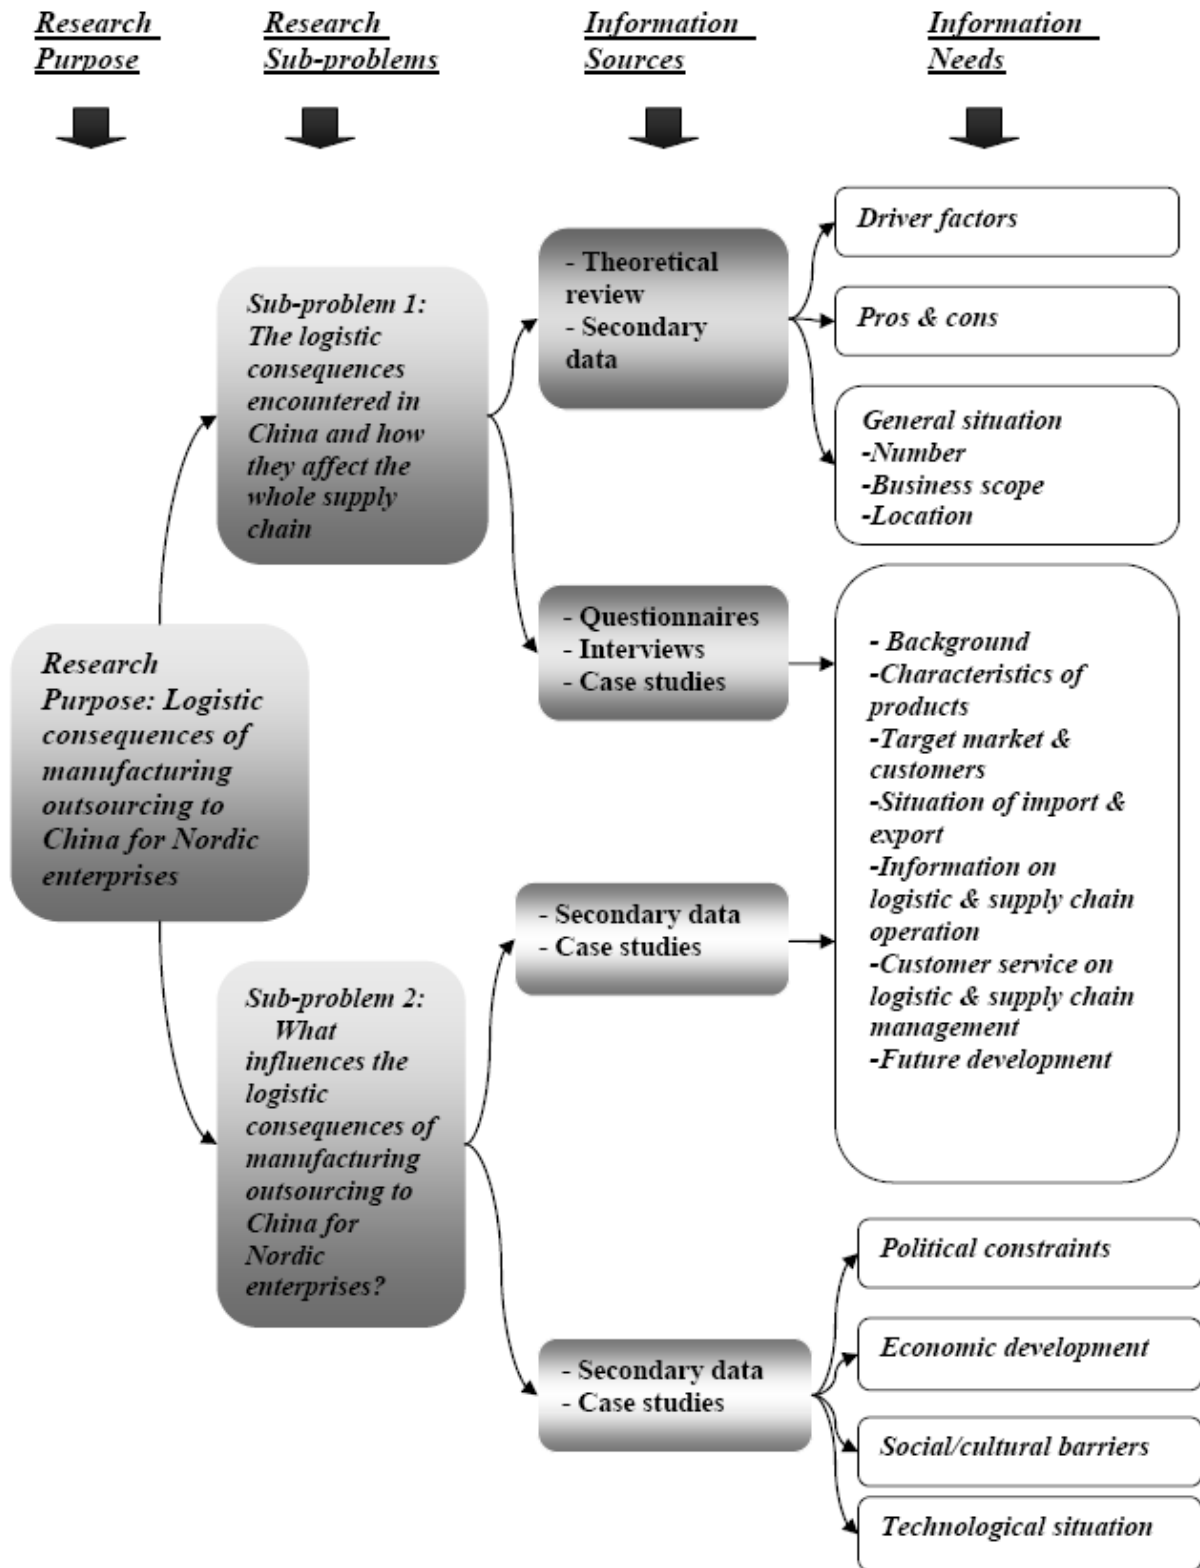 Research
Purpose
Research
Sub-problems
Information
Sources
Information
Needs
Research
Purpose: Logistic
consequences of
manufacturing
outsourcing to
China for Nordic
enterprises
Sub-problem 1:
The logistic
consequences
encountered in
China and how
they affect the
whole supply
chain
Sub-problem 2:
What
influences the
logistic
consequences of
manufacturing
outsourcing to
China for
Nordic
enterprises?
- Theoretical
review
- Secondary
data
- Questionnaires
- Interviews
- Case studies
- Secondary data
- Case studies
- Secondary data
- Case studies
Driver factors
Pros & cons
General situation
-Number
-Business scope
-Location
- Background
-Characteristics of
products
-Target market &
customers
-Situation of import &
export
-Information on
logistic & supply chain
operation
-Customer service on
logistic & supply chain
management
-Future development
Political constraints
Economic development
Social/cultural barriers
Technological situation